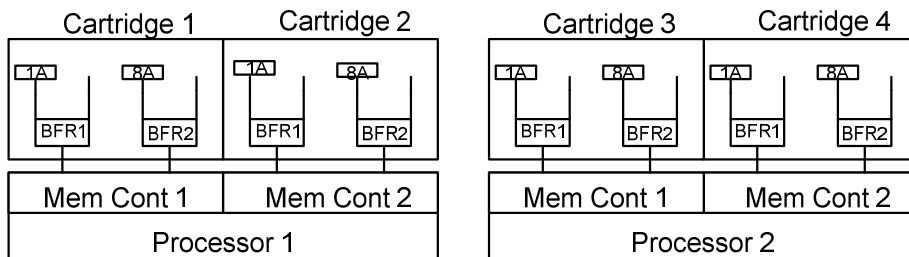 Cartridge 1 Cartridge 2 Cartridge 3 Cartridge 4
1A 8A 1A 8A 1A 8A 1A 8A
BFR1 BFR2 BFR1 BFR2 BFR1 BFR2 BFR1 BFR2
Mem Cont 1 Mem Cont 2 Mem Cont 1 Mem Cont 2
Processor 1 Processor 2